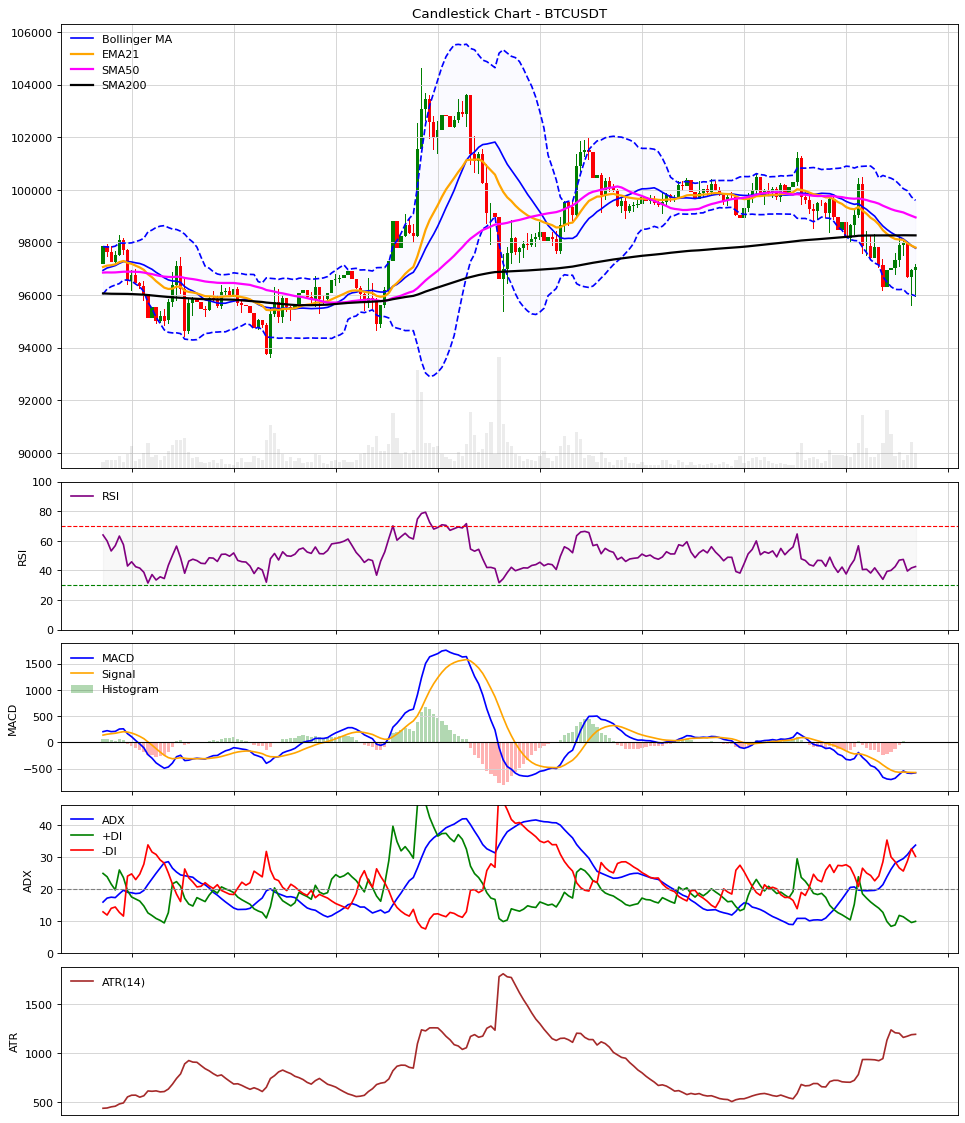 Candlestick Chart - BTCUSDT
106000
104000
102000
100000
98000
96000
94000
92000
90000
Bollinger MA
EMA21
SMA50
SMA200
100
80
60
40
20
0
RSI
RSI
1500
1000
500
0
−500
MACD
MACD
Signal
Histogram
40
30
20
10
0
ADX
ADX
+DI
-DI
1500
1000
500
ATR
ATR(14)